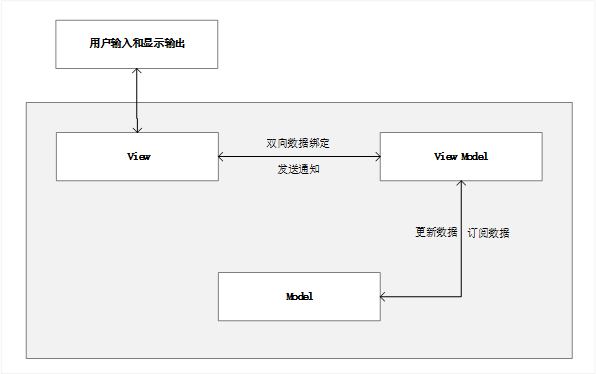 用户输入和显示输出
View
双向数据绑定
发送通知
View Model
更新数据
订阅数据
Model